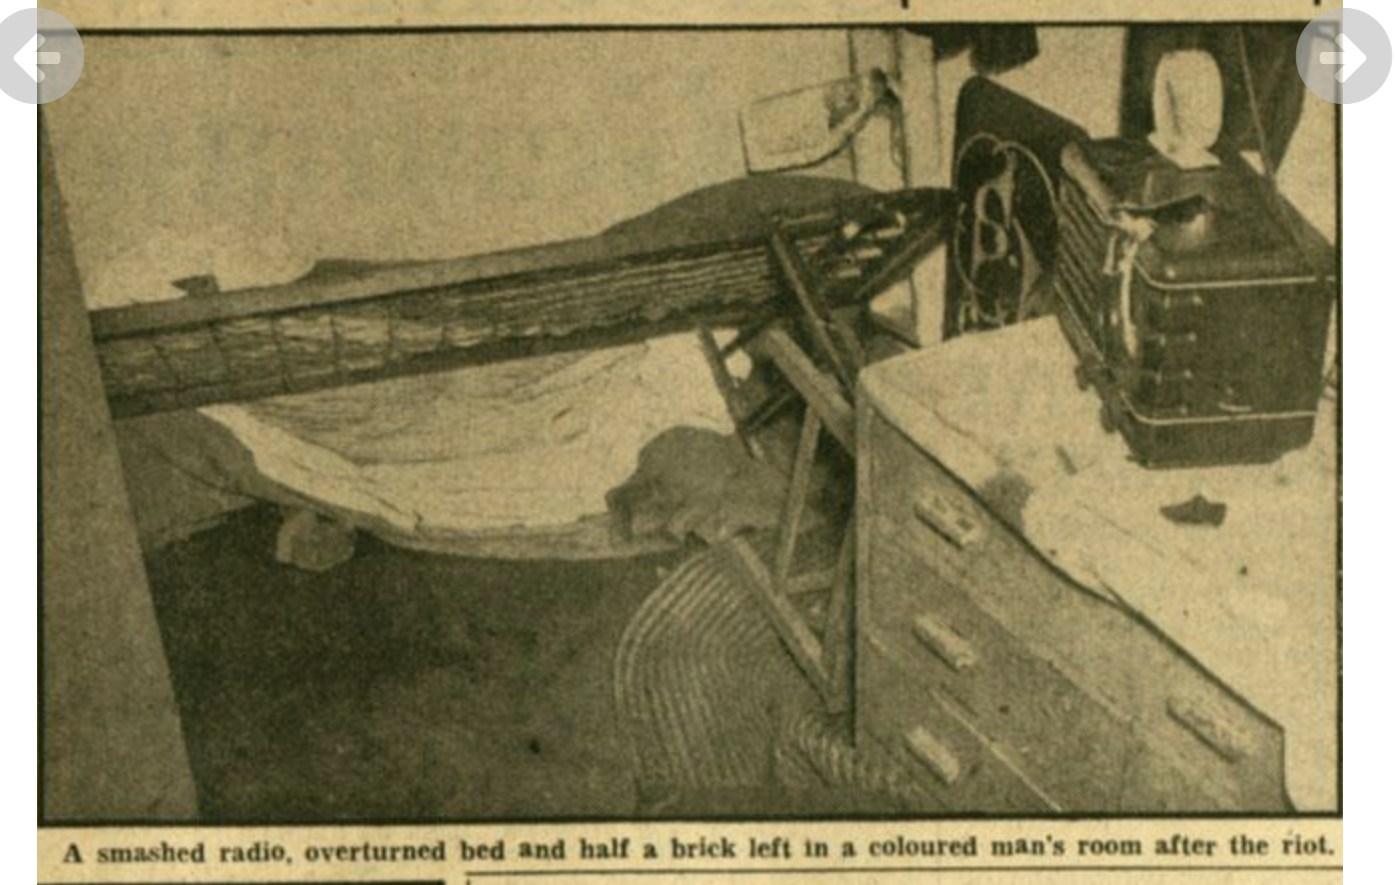 A smashed radio, overturned bed and half a brick left in a coloured man's room after the riot.